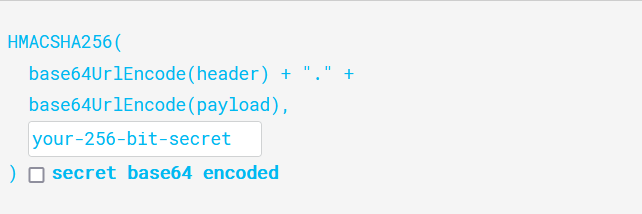 HMACSHA256(
base64UrlEncode(header) + "." +
base64UrlEncode(payload),
your-256-bit-secret
) secret base64 encoded